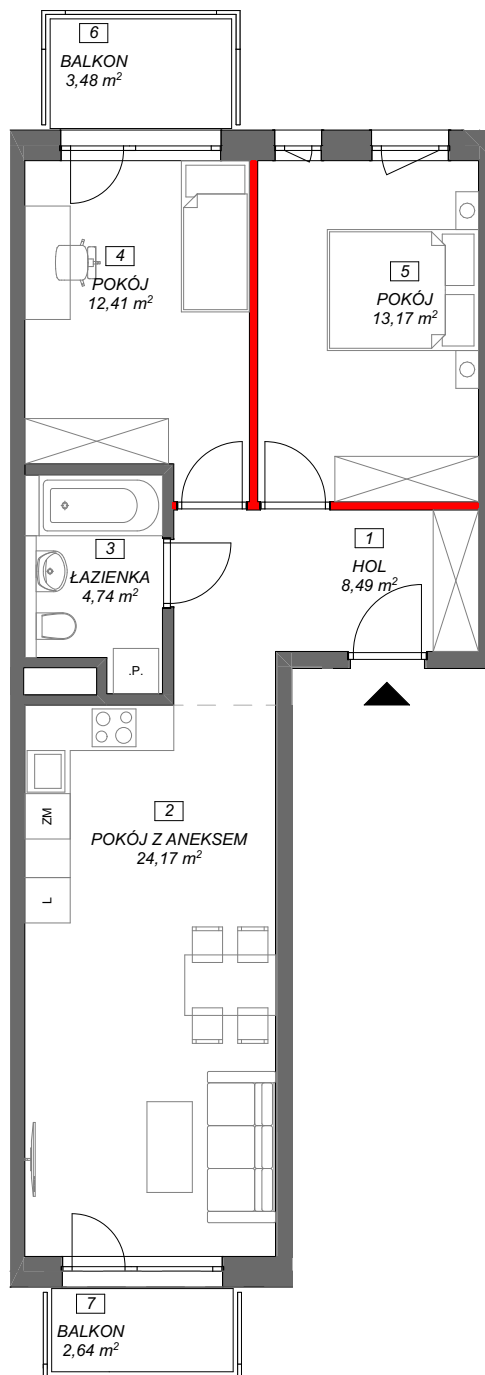 6
BALKON
3,48 m²
4
POKÓJ
12,41 m²
5
POKÓJ
13,17 m²
3
ŁAZIENKA
4,74 m²
1
HOL
8,49 m²
.P.
2
POKÓJ Z ANEKSEM
24,17 m²
ZM
L
7
BALKON
2,64 m²